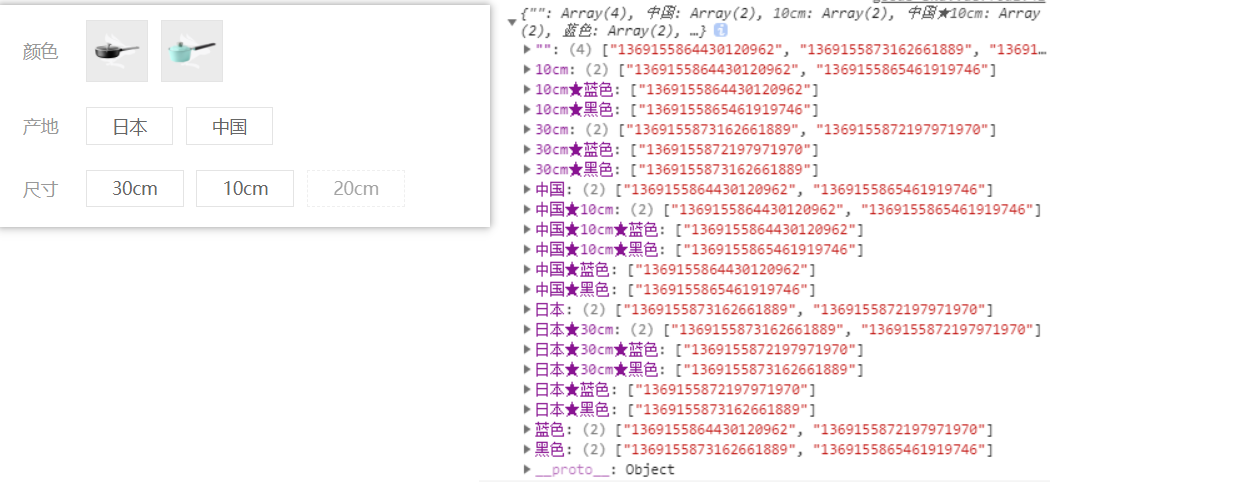 颜色
产地 日本 中国
尺寸 30cm 10cm 20cm
{"": Array(4), 中国: Array(2), 10cm: Array(2), 中国★10cm: Array
(2), 蓝色: Array(2), …}
"": (4) ["1369155864430120962", "1369155873162661889", "13691…
10cm: (2) ["1369155864430120962", "1369155865461919746"]
10cm★蓝色: ["1369155864430120962"]
10cm★黑色: ["1369155865461919746"]
30cm: (2) ["1369155873162661889", "1369155872197971970"]
30cm★蓝色: ["1369155872197971970"]
30cm★黑色: ["1369155873162661889"]
中国: (2) ["1369155864430120962", "1369155865461919746"]
中国★10cm: (2) ["1369155864430120962", "1369155865461919746"]
中国★10cm★蓝色: ["1369155864430120962"]
中国★10cm★黑色: ["1369155865461919746"]
中国★蓝色: ["1369155864430120962"]
中国★黑色: ["1369155865461919746"]
日本: (2) ["1369155873162661889", "1369155872197971970"]
日本★30cm: (2) ["1369155873162661889", "1369155872197971970"]
日本★30cm★蓝色: ["1369155872197971970"]
日本★30cm★黑色: ["1369155873162661889"]
日本★蓝色: ["1369155872197971970"]
日本★黑色: ["1369155873162661889"]
蓝色: (2) ["1369155864430120962", "1369155872197971970"]
黑色: (2) ["1369155873162661889", "1369155865461919746"]
__proto__: Object